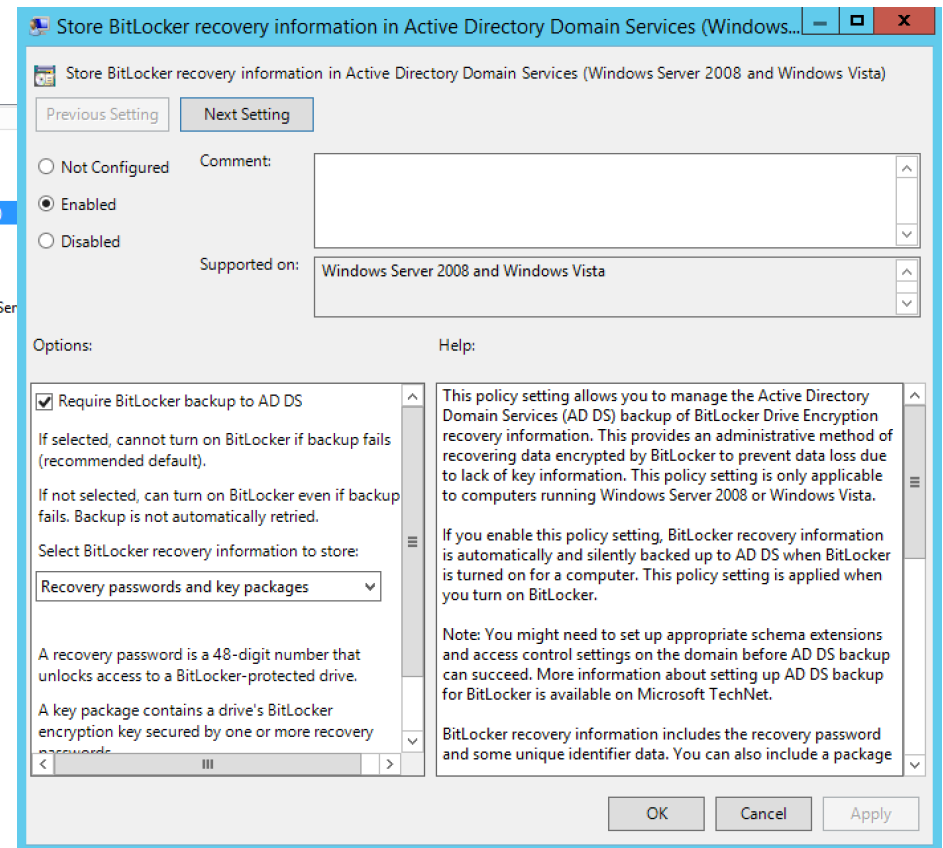 Store BitLocker recovery information in Active Directory Domain Services (Windows...
Store BitLocker recovery information in Active Directory Domain Services (Windows Server 2008 and Windows Vista)
Previous Setting
Next Setting
Not Configured
Comment:
Enabled
Disabled
Supported on:
Windows Server 2008 and Windows Vista
Ser
Options:
Help:
Require BitLocker backup to AD DS
If selected, cannot turn on BitLocker if backup fails
(recommended default).
If not selected, can turn on BitLocker even if backup
fails. Backup is not automatically retried.
Select BitLocker recovery information to store:
Recovery passwords and key packages
A recovery password is a 48-digit number that
unlocks access to a BitLocker-protected drive.
A key package contains a drive's BitLocker
encryption key secured by one or more recovery
passwords
This policy setting allows you to manage the Active Directory
Domain Services (AD DS) backup of BitLocker Drive Encryption
recovery information. This provides an administrative method of
recovering data encrypted by BitLocker to prevent data loss due
to lack of key information. This policy setting is only applicable
to computers running Windows Server 2008 or Windows Vista.
If you enable this policy setting, BitLocker recovery information
is automatically and silently backed up to AD DS when BitLocker
is turned on for a computer. This policy setting is applied when
you turn on BitLocker.
Note: You might need to set up appropriate schema extensions
and access control settings on the domain before AD DS backup
can succeed. More information about setting up AD DS backup
for BitLocker is available on Microsoft TechNet.
BitLocker recovery information includes the recovery password
and some unique identifier data. You can also include a package
OK
Cancel
Apply